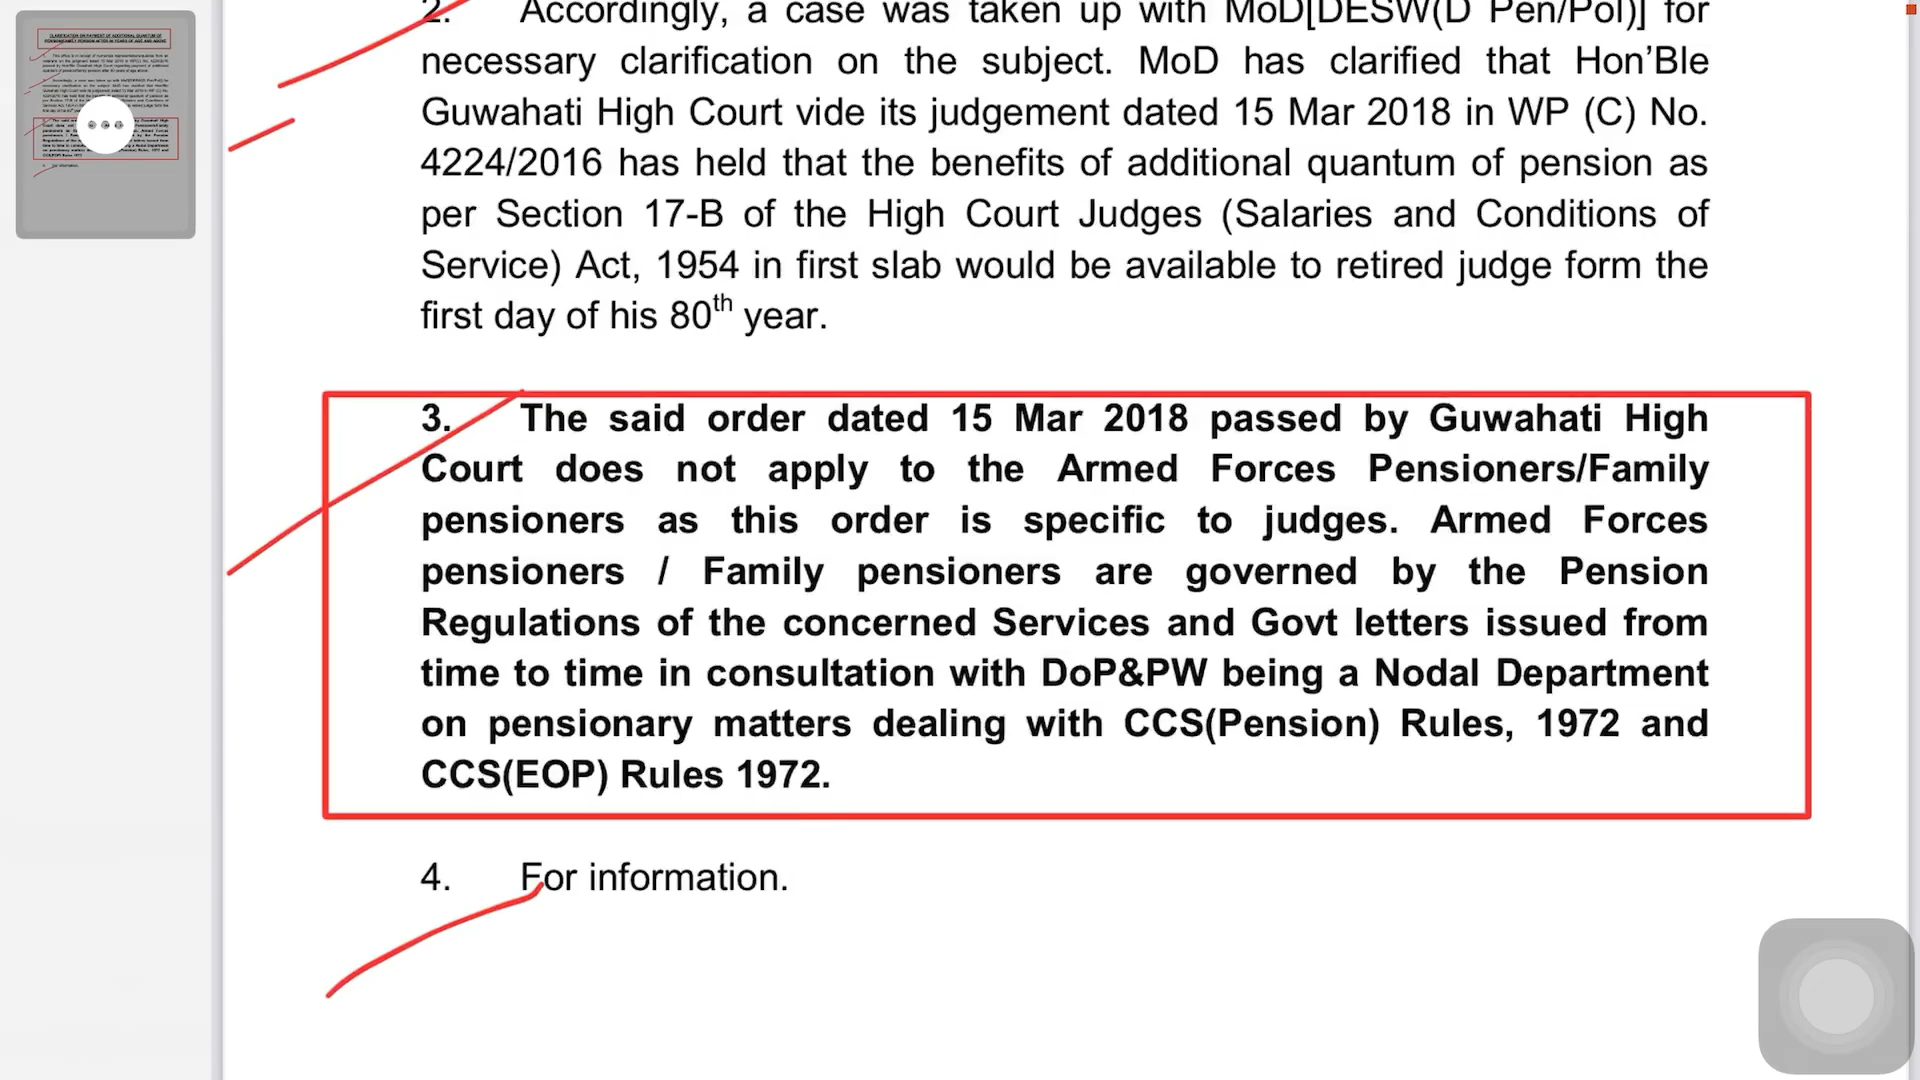 2. Accordingly, a case was taken up with MoD[DESW(D Pen/Pol)] for
necessary clarification on the subject. MoD has clarified that Hon’Ble
Guwahati High Court vide its judgement dated 15 Mar 2018 in WP (C) No.
4224/2016 has held that the benefits of additional quantum of pension as
per Section 17-B of the High Court Judges (Salaries and Conditions of
Service) Act, 1954 in first slab would be available to retired judge form the
first day of his 80th year.
3. The said order dated 15 Mar 2018 passed by Guwahati High
Court does not apply to the Armed Forces Pensioners/Family
pensioners as this order is specific to judges. Armed Forces
pensioners / Family pensioners are governed by the Pension
Regulations of the concerned Services and Govt letters issued from
time to time in consultation with DoP&PW being a Nodal Department
on pensionary matters dealing with CCS(Pension) Rules, 1972 and
CCS(EOP) Rules 1972.
4. For information.